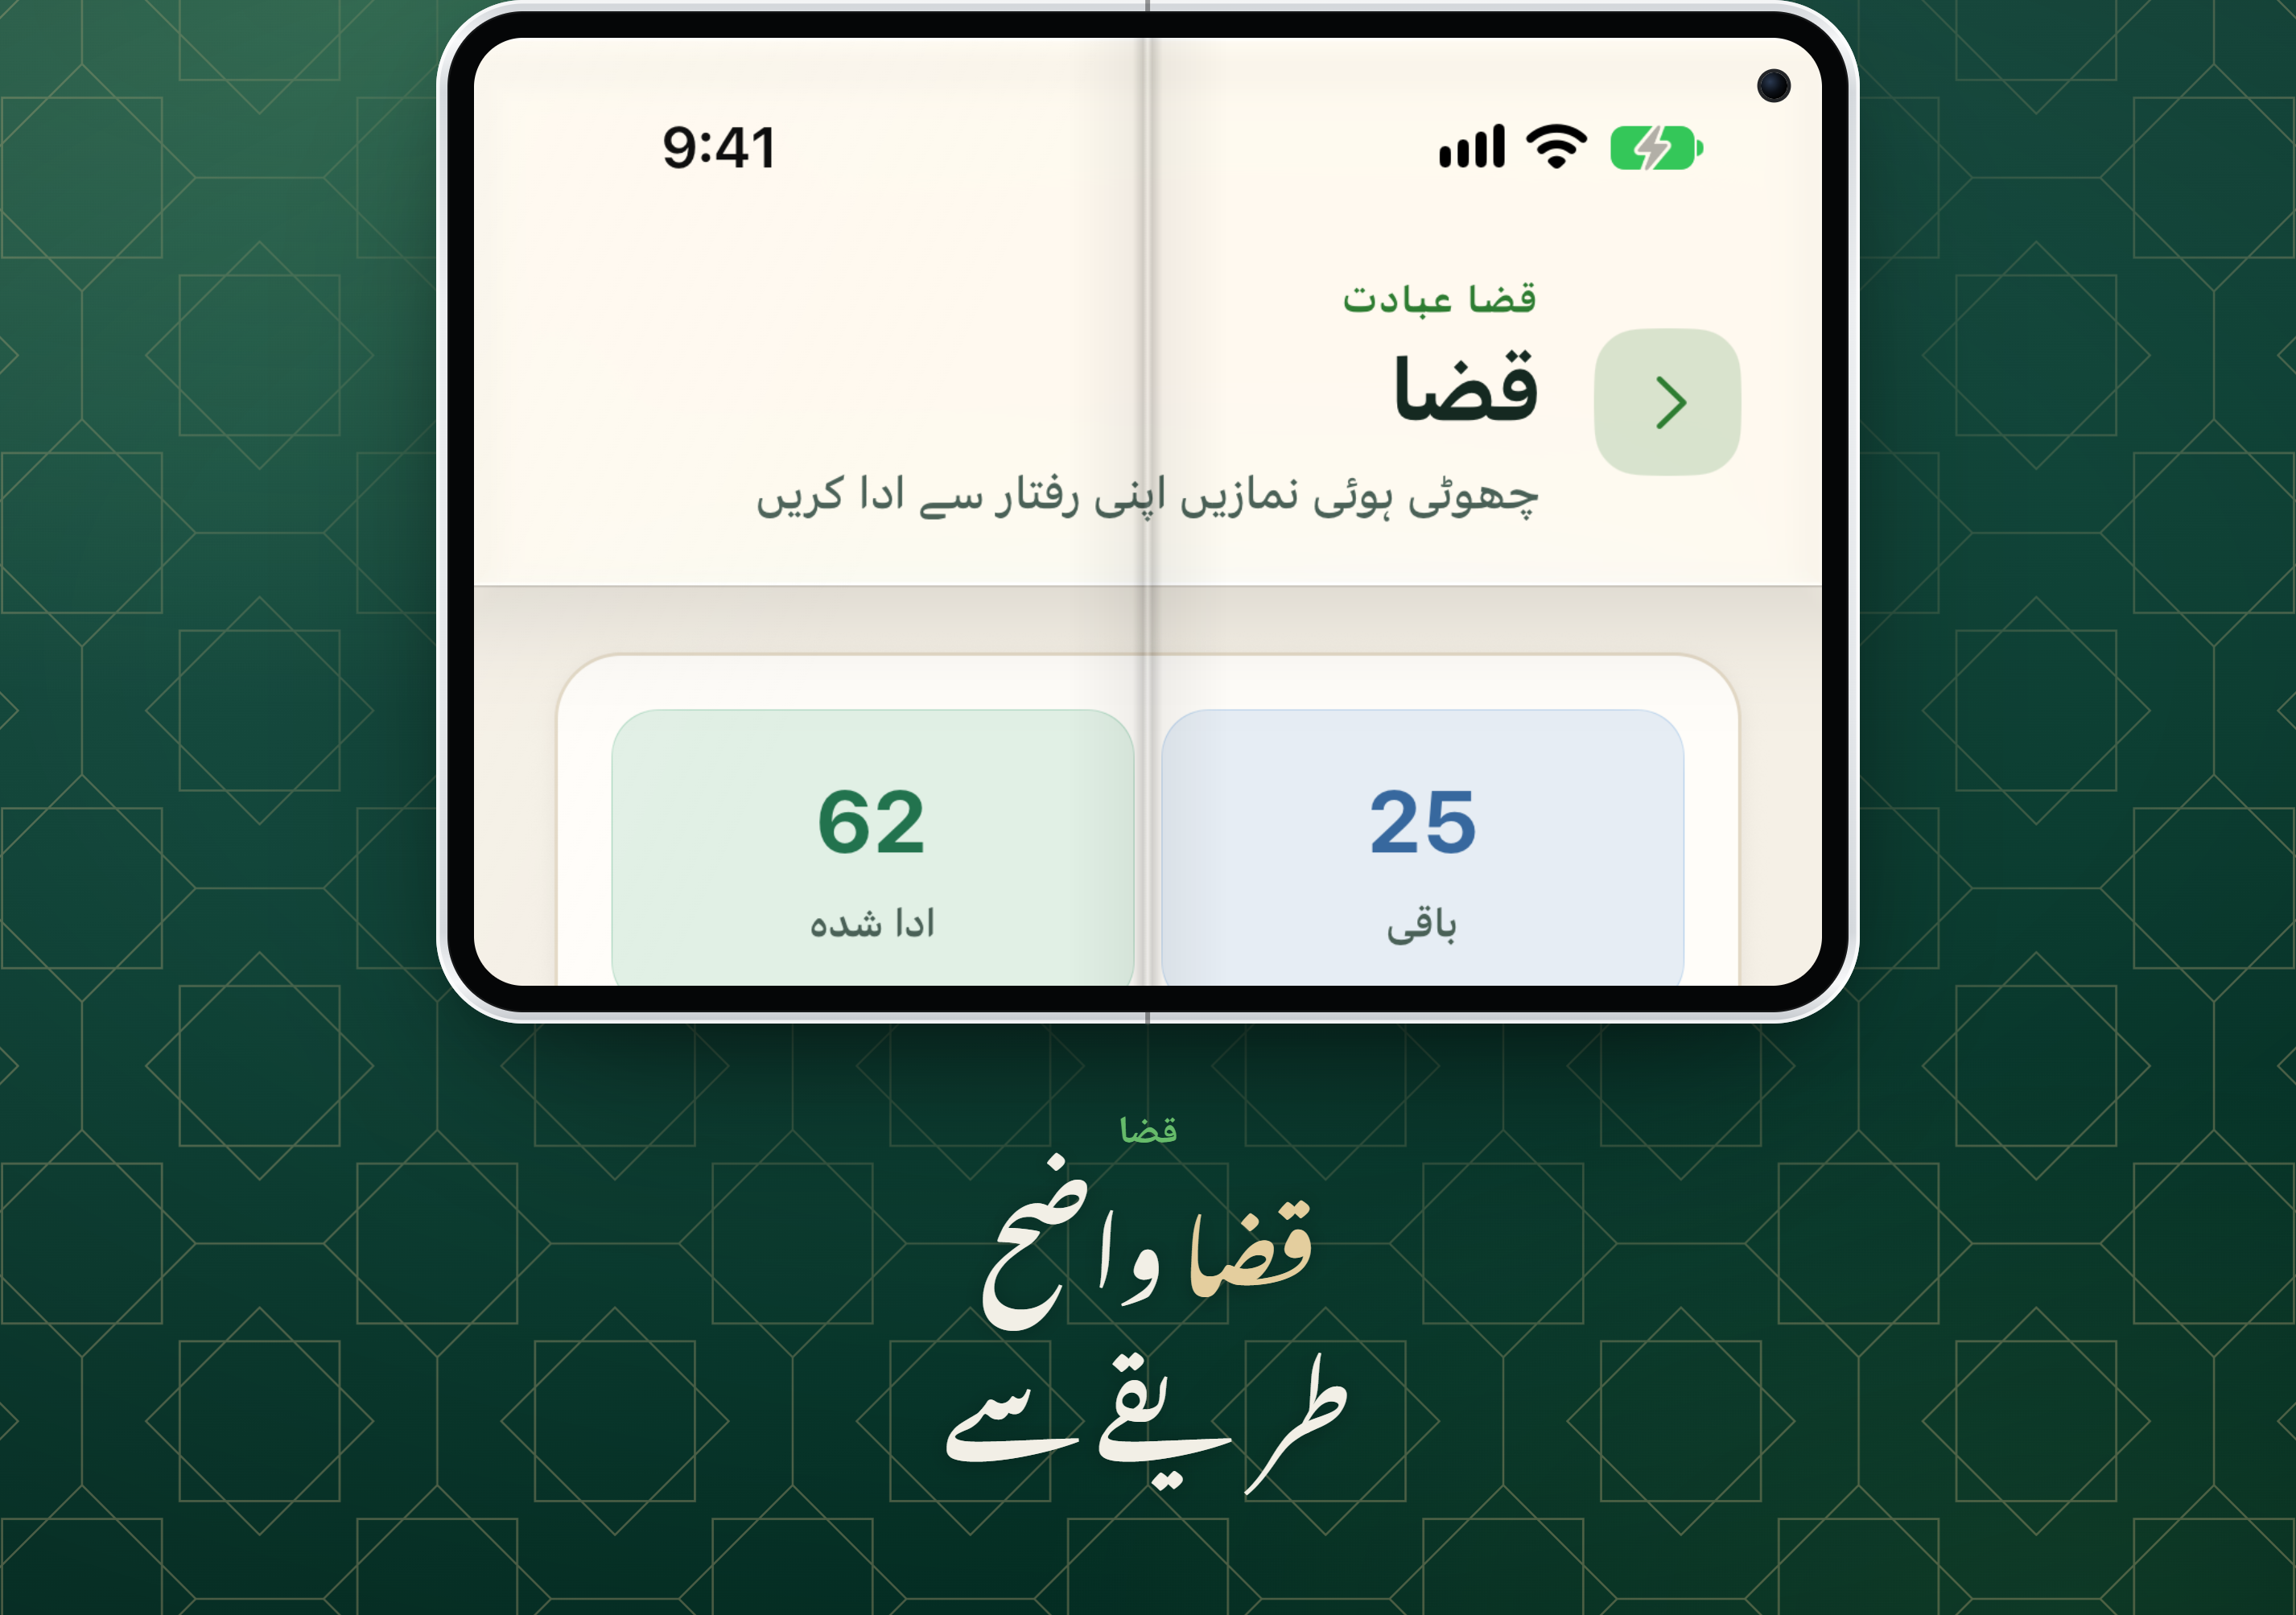 9:41
قضا عبادت
قضا
چھوٹی ہوئی نمازیں اپنی رفتار سے ادا کریں
25
باقی
62
ادا شدہ
قضا
قضا واضح
طریقے سے